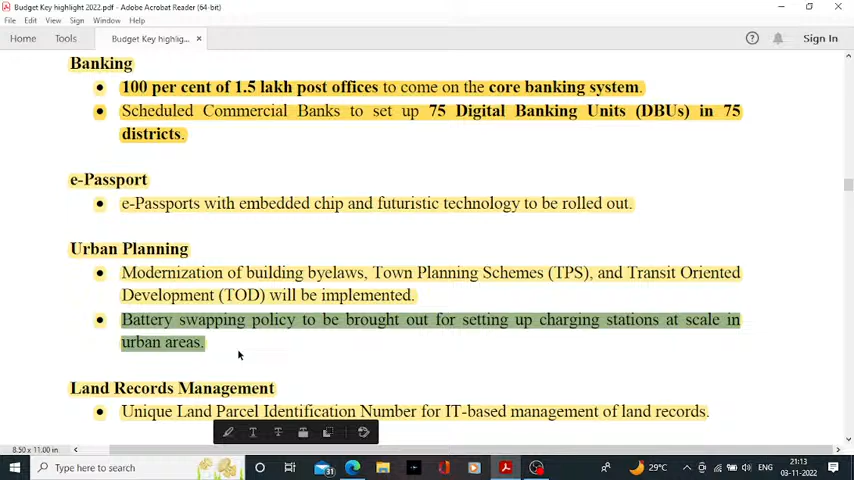 Budget Key highlight 2022.pdf - Adobe Acrobat Reader (64-bit)
File Edit View Sign Window Help
Home Tools Budget Key highlig... × Sign In
Banking
• 100 per cent of 1.5 lakh post offices to come on the core banking system.
• Scheduled Commercial Banks to set up 75 Digital Banking Units (DBUs) in 75
districts.
e-Passport
• e-Passports with embedded chip and futuristic technology to be rolled out.
Urban Planning
• Modernization of building byelaws, Town Planning Schemes (TPS), and Transit Oriented
Development (TOD) will be implemented.
• Battery swapping policy to be brought out for setting up charging stations at scale in
urban areas.
Land Records Management
• Unique Land Parcel Identification Number for IT-based management of land records.
8.50 x 11.00 in
Type here to search 31 29°C ENG 21:13
03-11-2022